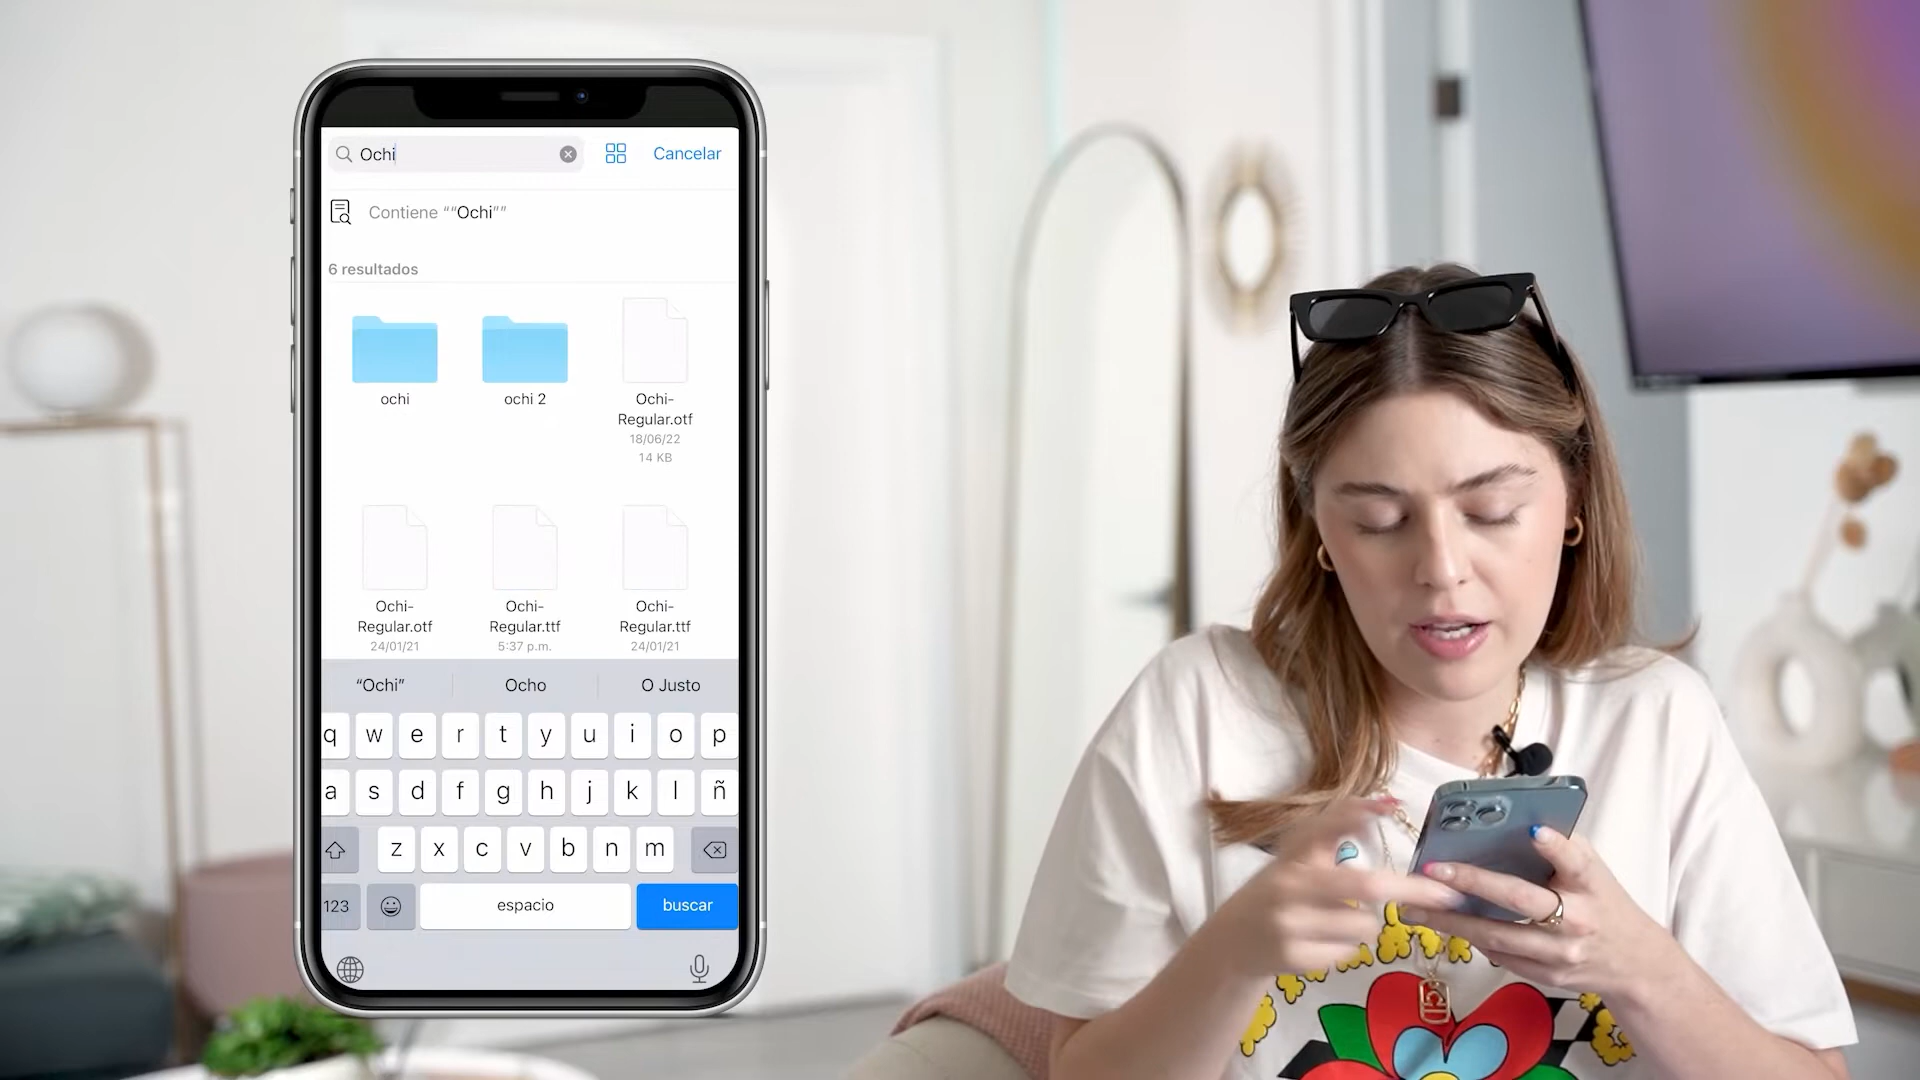 Ochi
Cancelar
Contiene ““Ochi””
6 resultados
ochi
ochi 2
Ochi-
Regular.otf
18/06/22
14 KB
Ochi-
Regular.otf
24/01/21
Ochi-
Regular.ttf
5:37 p.m.
Ochi-
Regular.ttf
24/01/21
“Ochi”
Ocho
O Justo
q w e r t y u i o p
a s d f g h j k l ñ
z x c v b n m
123
espacio
buscar